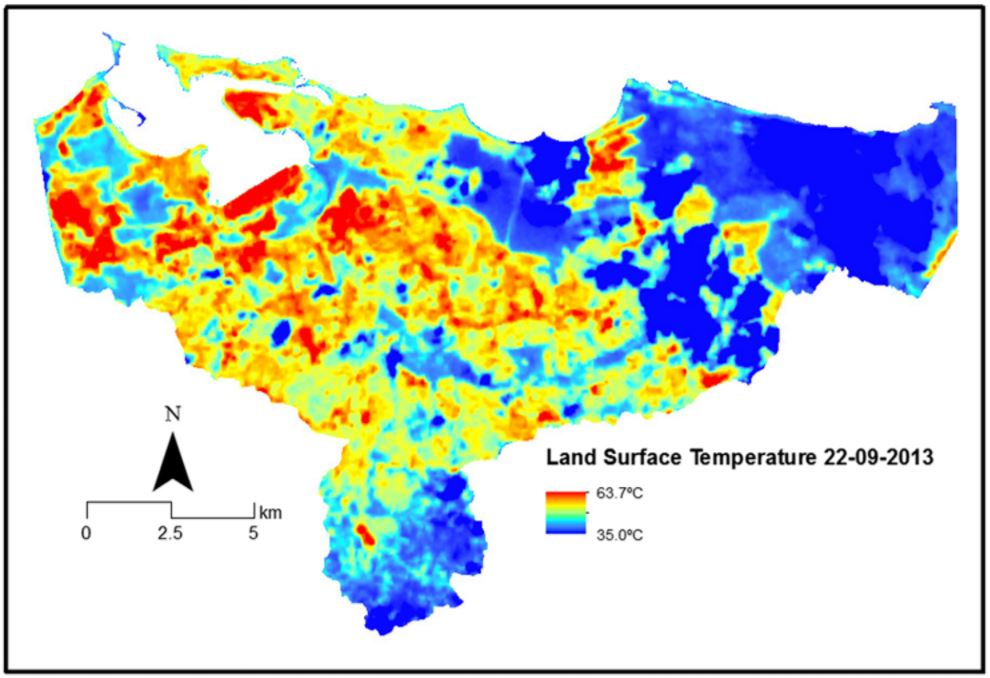 N
km
0 2.5 5
Land Surface Temperature 22-09-2013
63.7ºC
35.0ºC